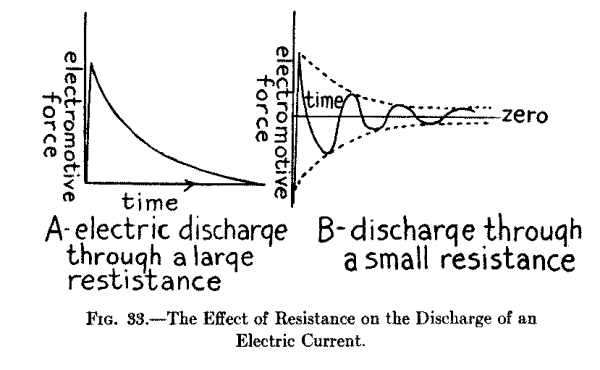 electromotive
force
time
A-electric discharge
through a large
restistance
electromotive
force
time
zero
B-discharge through
a small resistance
FIG. 33.—The Effect of Resistance on the Discharge of an
Electric Current.